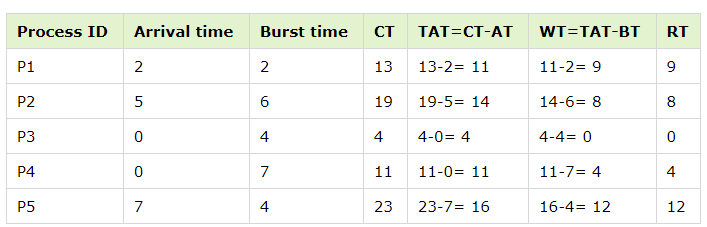 Process ID Arrival time Burst time CT TAT=CT-AT WT=TAT-BT RT
P1 2 2 13 13-2= 11 11-2= 9 9
P2 5 6 19 19-5= 14 14-6= 8 8
P3 0 4 4 4-0= 4 4-4= 0 0
P4 0 7 11 11-0= 11 11-7= 4 4
P5 7 4 23 23-7= 16 16-4= 12 12